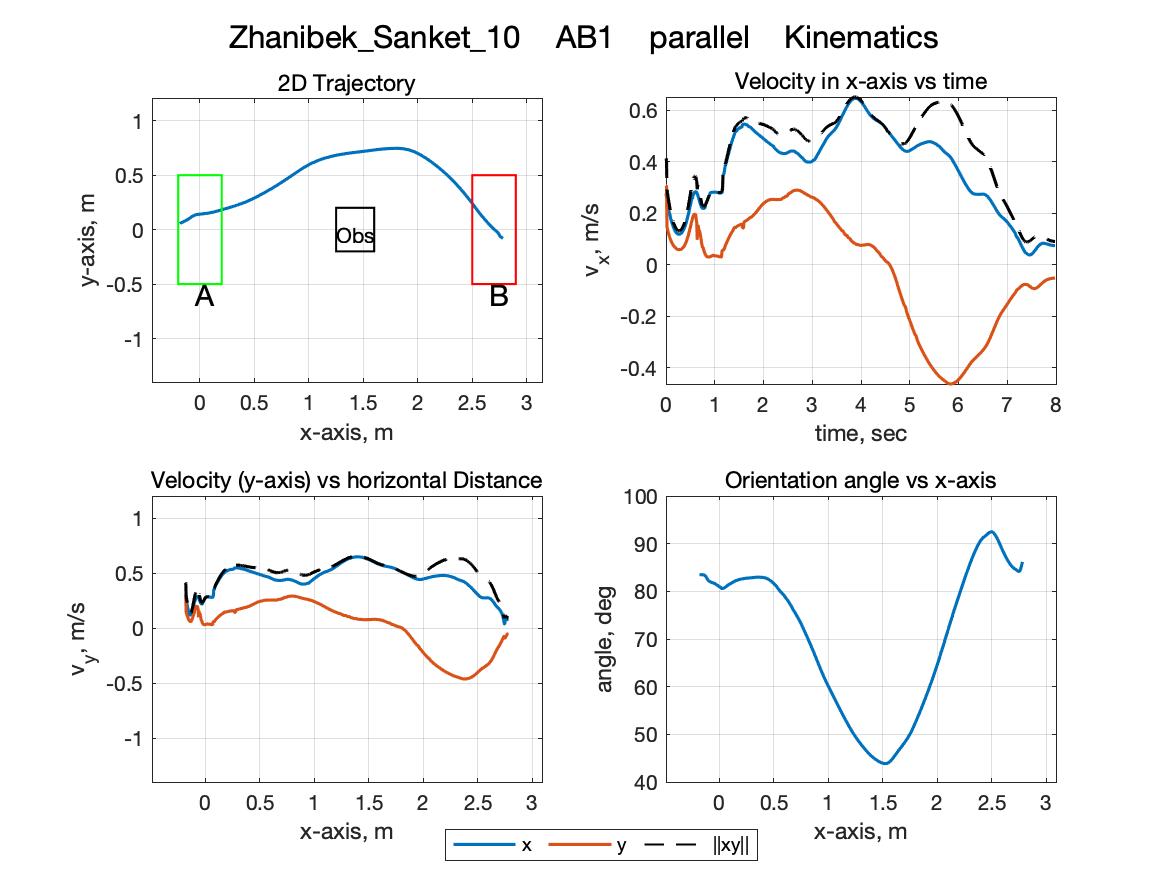 Zhanibek_Sanket_10 AB1 parallel Kinematics
2D Trajectory
1
0.5
0
-0.5
-1
y-axis, m
Obs
A
B
0 0.5 1 1.5 2 2.5 3
x-axis, m
Velocity in x-axis vs time
0.6
0.4
0.2
0
-0.2
-0.4
vx, m/s
0 1 2 3 4 5 6 7 8
time, sec
Velocity (y-axis) vs horizontal Distance
1
0.5
0
-0.5
-1
vy, m/s
0 0.5 1 1.5 2 2.5 3
x-axis, m
Orientation angle vs x-axis
100
90
80
70
60
50
40
angle, deg
0 0.5 1 1.5 2 2.5 3
x-axis, m
x y ||xy||